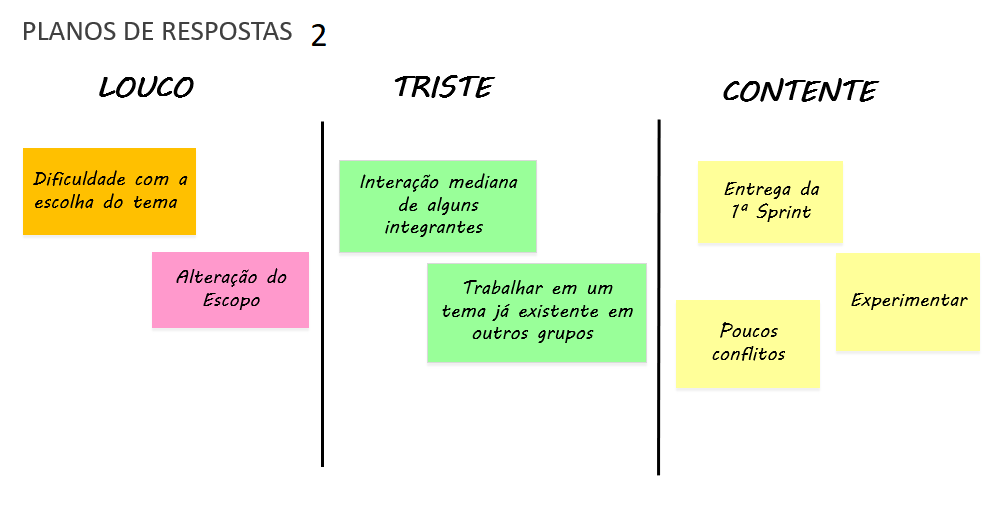 PLANOS DE RESPOSTAS 2
LOUCO
TRISTE
CONTENTE
Dificuldade com a
escolha do tema
Alteração do
Escopo
Interação mediana
de alguns
integrantes
Trabalhar em um
tema já existente em
outros grupos
Entrega da
1ª Sprint
Experimentar
Poucos
conflitos